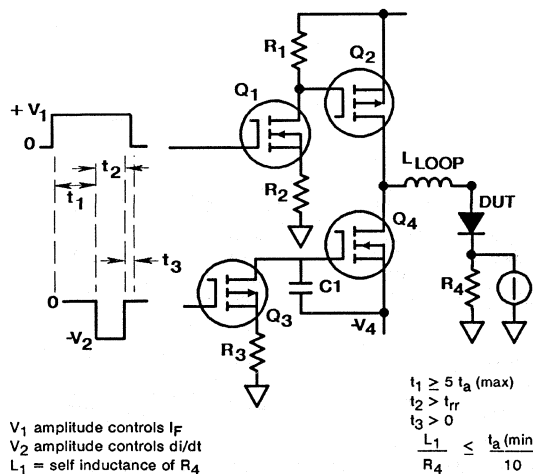 R1
Q2
Q1
+V1
0
t2
t1
t3
R2
LLOOP
DUT
Q4
R4
C1
0
-V2
Q3
-V4
R3
t1 ≥ 5 ta (max)
t2 > trr
t3 > 0
L1/R4 ≤ ta(min/10
V1 amplitude controls IF
V2 amplitude controls di/dt
L1 = self inductance of R4